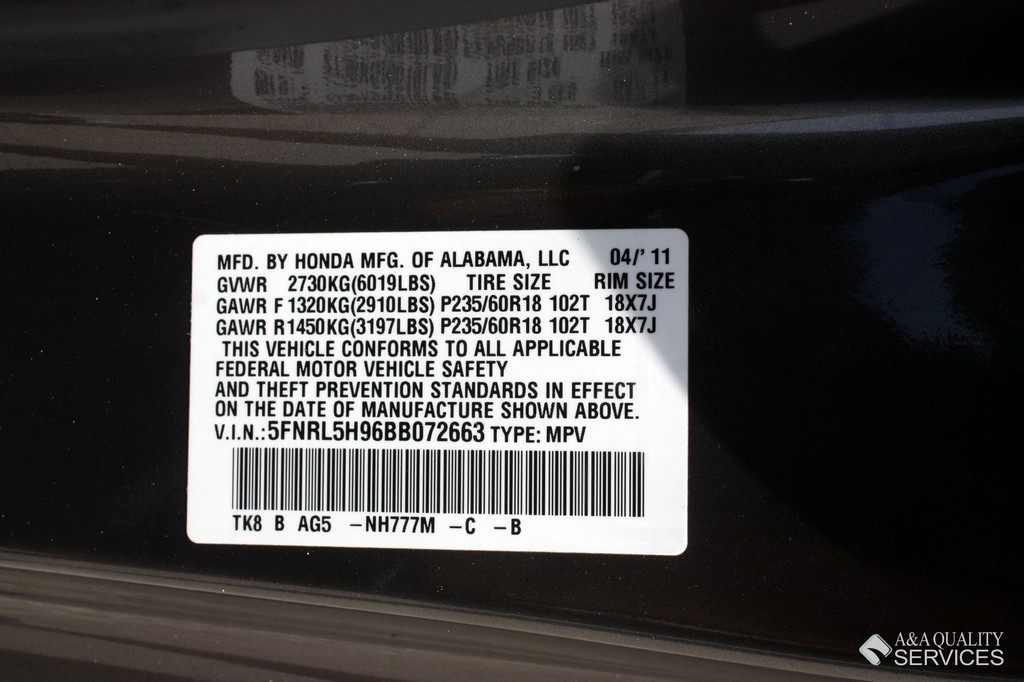 MFD. BY HONDA MFG. OF ALABAMA, LLC 04/' 11
GVWR 2730KG(6019LBS) TIRE SIZE RIM SIZE
GAWR F 1320KG(2910LBS) P235/60R18 102T 18X7J
GAWR R1450KG(3197LBS) P235/60R18 102T 18X7J
THIS VEHICLE CONFORMS TO ALL APPLICABLE
FEDERAL MOTOR VEHICLE SAFETY
AND THEFT PREVENTION STANDARDS IN EFFECT
ON THE DATE OF MANUFACTURE SHOWN ABOVE.
V.I.N.:5FNRL5H96BB072663 TYPE: MPV
TK8 B AG5 –NH777M –C –B
A&A QUALITY
SERVICES